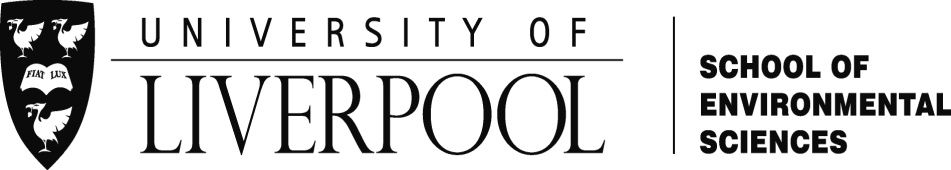 FIAT LUX
UNIVERSITY OF
LIVERPOOL
SCHOOL OF
ENVIRONMENTAL
SCIENCES